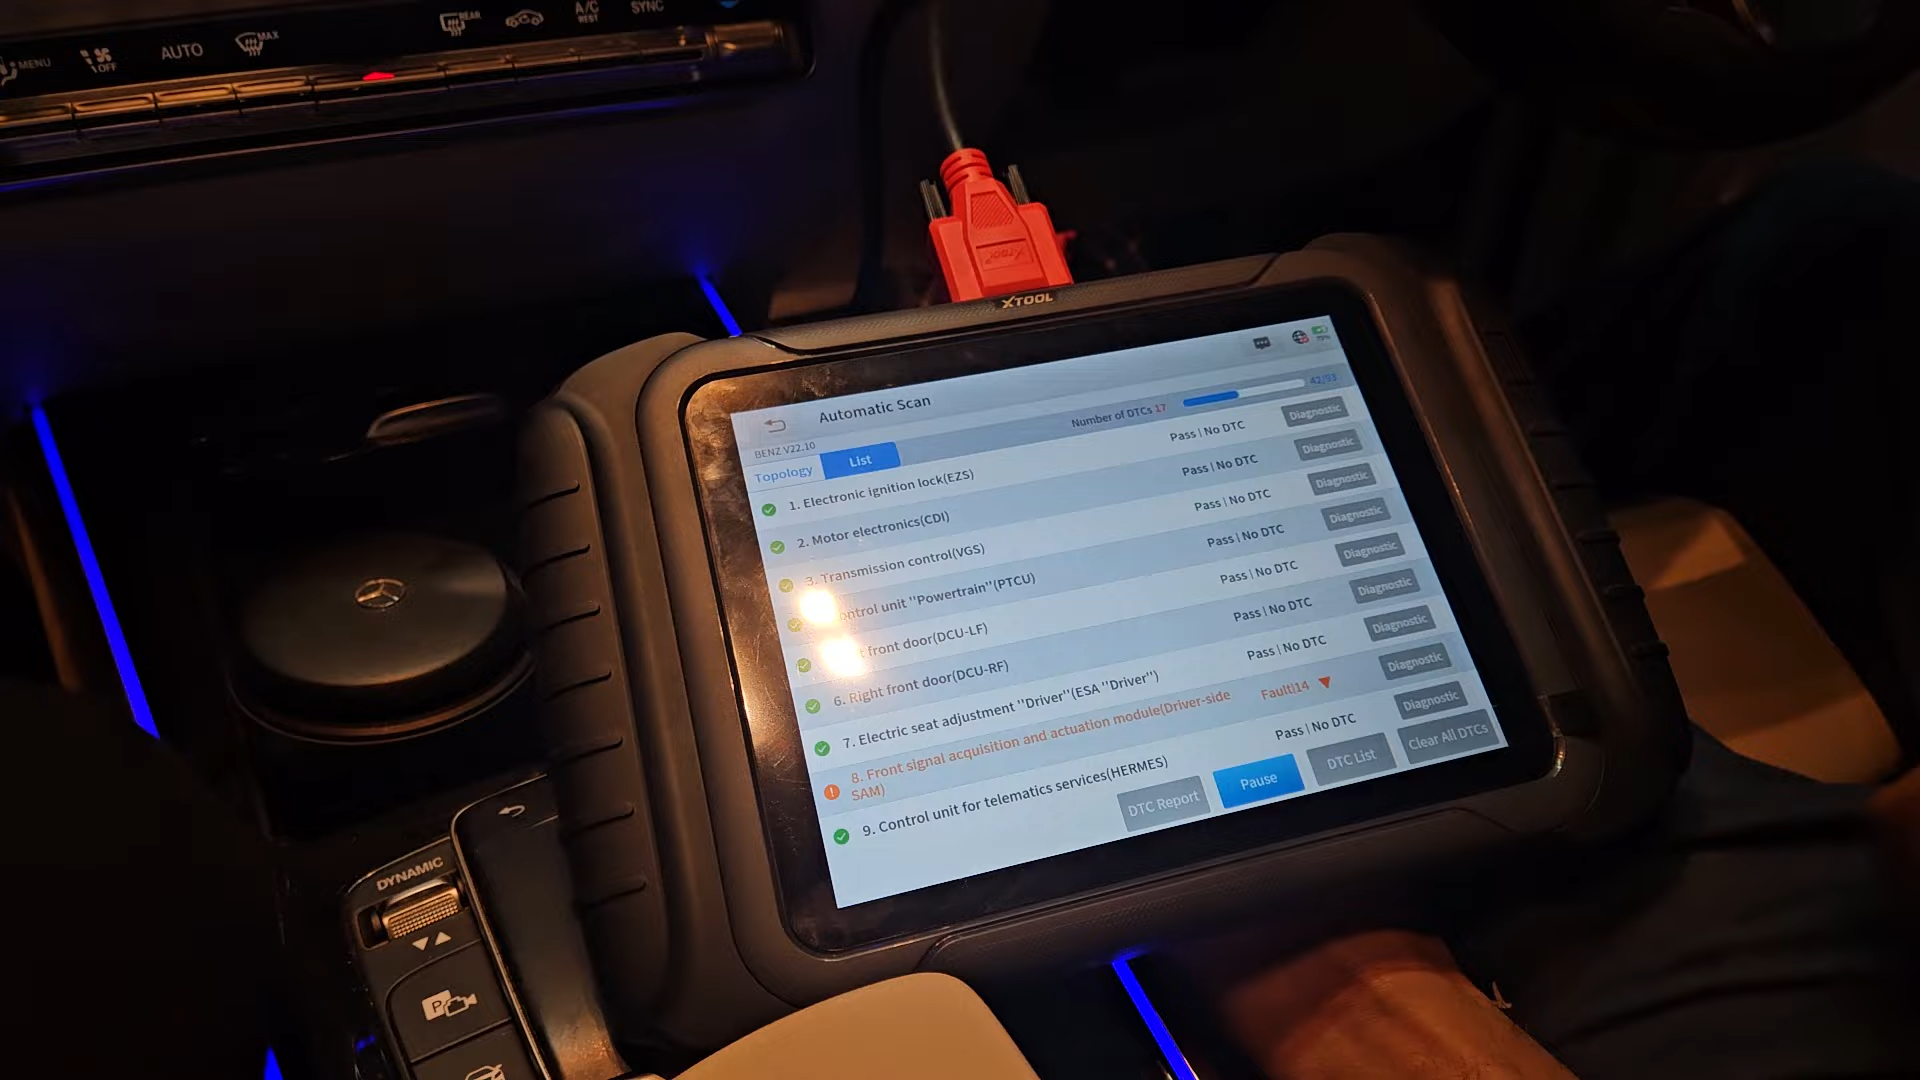 MENU
OFF
AUTO
MAX
REAR
A/C
REST
SYNC
XTOOL
XTOOL
79%
Automatic Scan
Number of DTCs 17
42/93
BENZ V22.10
Topology
List
1. Electronic ignition lock(EZS)
Pass | No DTC
Diagnostic
2. Motor electronics(CDI)
Pass | No DTC
Diagnostic
3. Transmission control(VGS)
Pass | No DTC
Diagnostic
ontrol unit "Powertrain"(PTCU)
Pass | No DTC
Diagnostic
front door(DCU-LF)
Pass | No DTC
Diagnostic
6. Right front door(DCU-RF)
Pass | No DTC
Diagnostic
7. Electric seat adjustment "Driver"(ESA "Driver")
Pass | No DTC
Diagnostic
8. Front signal acquisition and actuation module(Driver-side
SAM)
Fault|14
Diagnostic
9. Control unit for telematics services(HERMES)
Pass | No DTC
Diagnostic
DTC Report
Pause
DTC List
Clear All DTCs
DYNAMIC
P